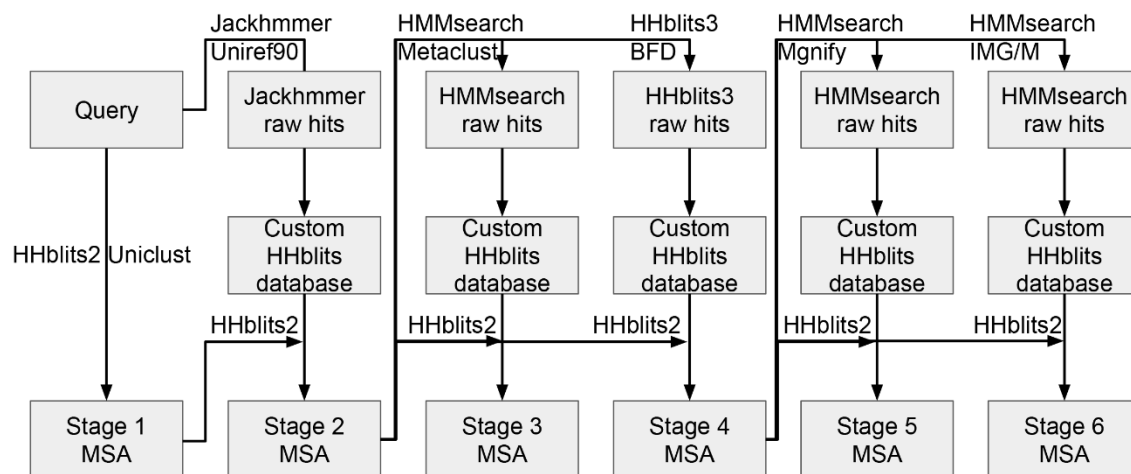 Jackhmmer
Uniref90
HMMsearch
Metaclust
HHblits3
BFD
HMMsearch
Mgnify
HMMsearch
IMG/M
Query
Jackhmmer
raw hits
HMMsearch
raw hits
HHblits3
raw hits
HMMsearch
raw hits
HMMsearch
raw hits
HHblits2 Uniclust
Custom
HHblits
database
Custom
HHblits
database
Custom
HHblits
database
Custom
HHblits
database
Custom
HHblits
database
HHblits2
HHblits2
HHblits2
HHblits2
HHblits2
Stage 1
MSA
Stage 2
MSA
Stage 3
MSA
Stage 4
MSA
Stage 5
MSA
Stage 6
MSA